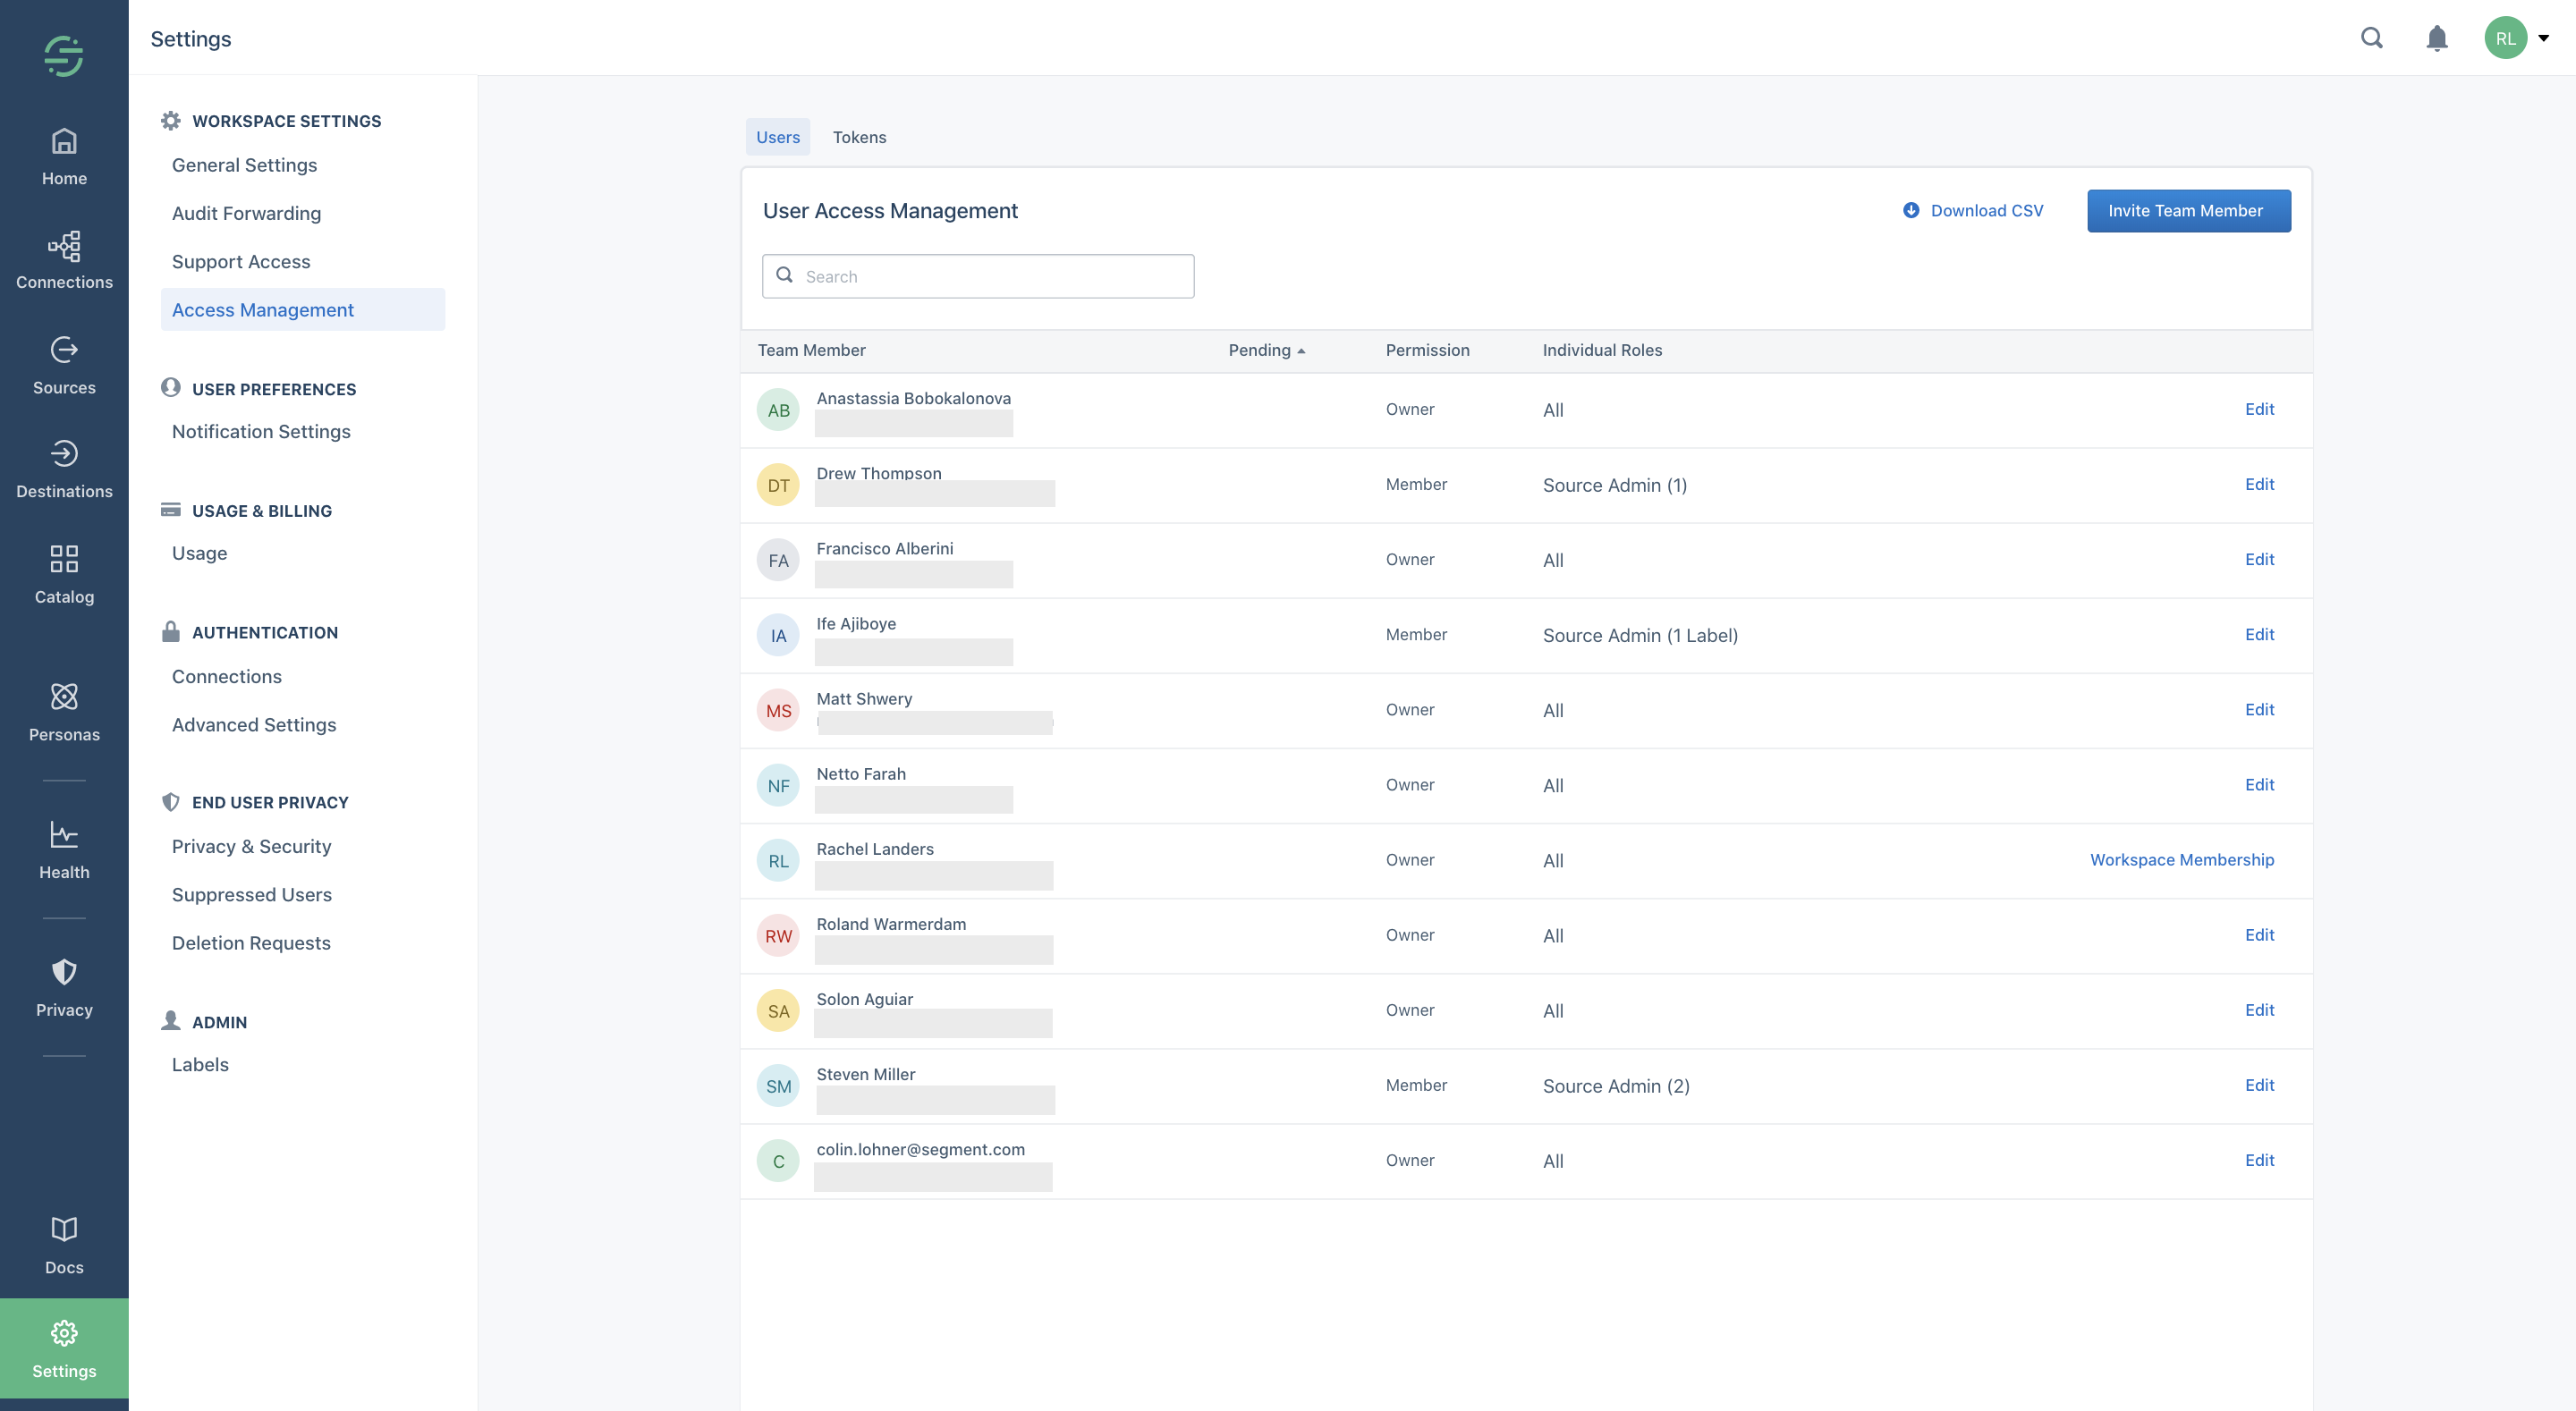 Settings
RL
Home
Connections
Sources
Destinations
Catalog
Personas
Health
Privacy
Docs
Settings
WORKSPACE SETTINGS
General Settings
Audit Forwarding
Support Access
Access Management
USER PREFERENCES
Notification Settings
USAGE & BILLING
Usage
AUTHENTICATION
Connections
Advanced Settings
END USER PRIVACY
Privacy & Security
Suppressed Users
Deletion Requests
ADMIN
Labels
Users Tokens
User Access Management Download CSV Invite Team Member
Search
Team Member Pending Permission Individual Roles
AB Anastassia Bobokalonova Owner All Edit
DT Drew Thompson Member Source Admin (1) Edit
FA Francisco Alberini Owner All Edit
IA Ife Ajiboye Member Source Admin (1 Label) Edit
MS Matt Shwery Owner All Edit
NF Netto Farah Owner All Edit
RL Rachel Landers Owner All Workspace Membership
RW Roland Warmerdam Owner All Edit
SA Solon Aguiar Owner All Edit
SM Steven Miller Member Source Admin (2) Edit
C colin.lohner@segment.com Owner All Edit